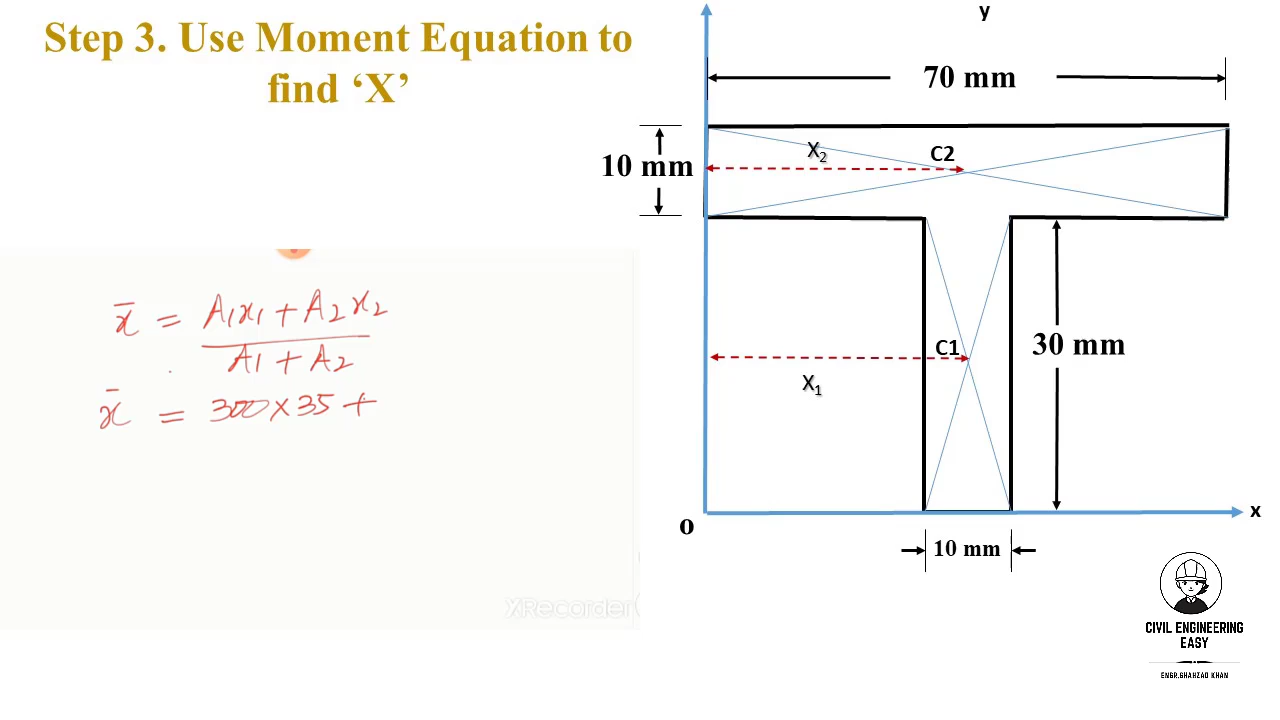 Step 3. Use Moment Equation to
find ‘X’
x̄ = A1x1 + A2x2
A1 + A2
x̄ = 300 × 35 +
XRecorder
y
70 mm
10 mm
X2
C2
C1
30 mm
X1
o
x
10 mm
CIVIL ENGINEERING
EASY
ENGR.SHAHZAD KHAN